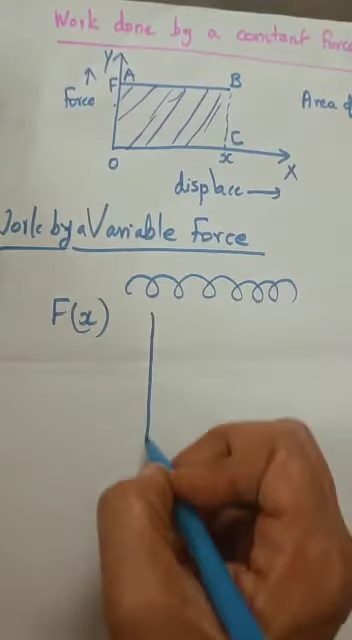 Work done by a constant force
Y
F A B
Force
Area
C
O x X
displace
Work by a Variable Force
F(x)